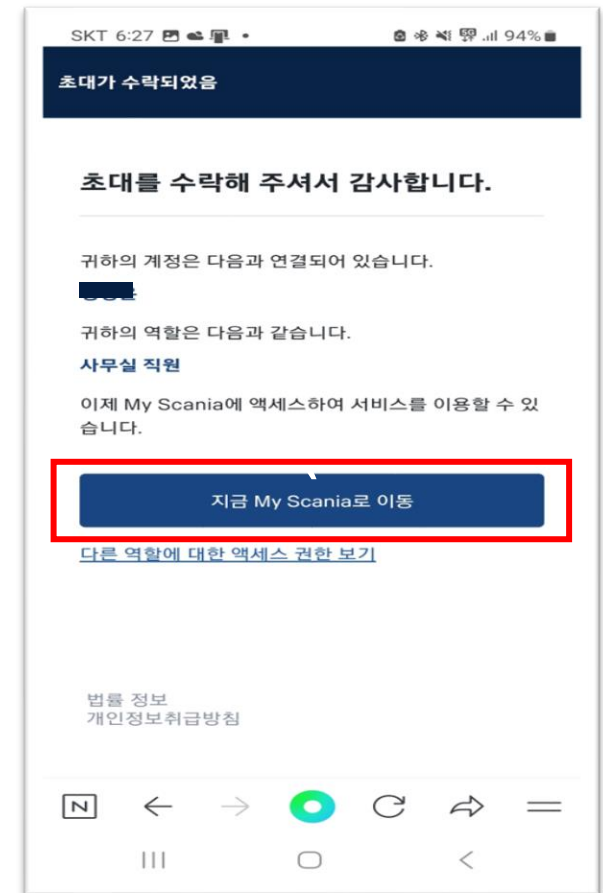 SKT 6:27
94%
초대가 수락되었음
초대를 수락해 주셔서 감사합니다.
귀하의 계정은 다음과 연결되어 있습니다.
귀하의 역할은 다음과 같습니다.
사무실 직원
이제 My Scania에 액세스하여 서비스를 이용할 수 있
습니다.
지금 My Scania로 이동
다른 역할에 대한 액세스 권한 보기
법률 정보
개인정보취급방침
N